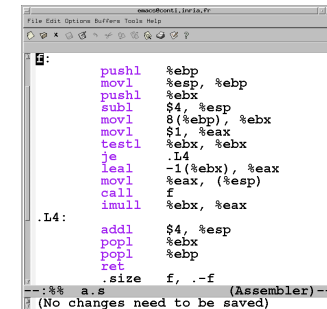 emacs@conti.inria.fr
File Edit Options Buffers Tools Help
f:
pushl %ebp
movl %esp, %ebp
pushl %ebx
subl $4, %esp
movl 8(%ebp), %ebx
movl $1, %eax
testl %ebx, %ebx
je .L4
leal -1(%ebx), %eax
movl %eax, (%esp)
call f
imull %ebx, %eax
.L4:
addl $4, %esp
popl %ebx
popl %ebp
ret
.size f, .-f
--:%% a.s (Assembler)--
(No changes need to be saved)